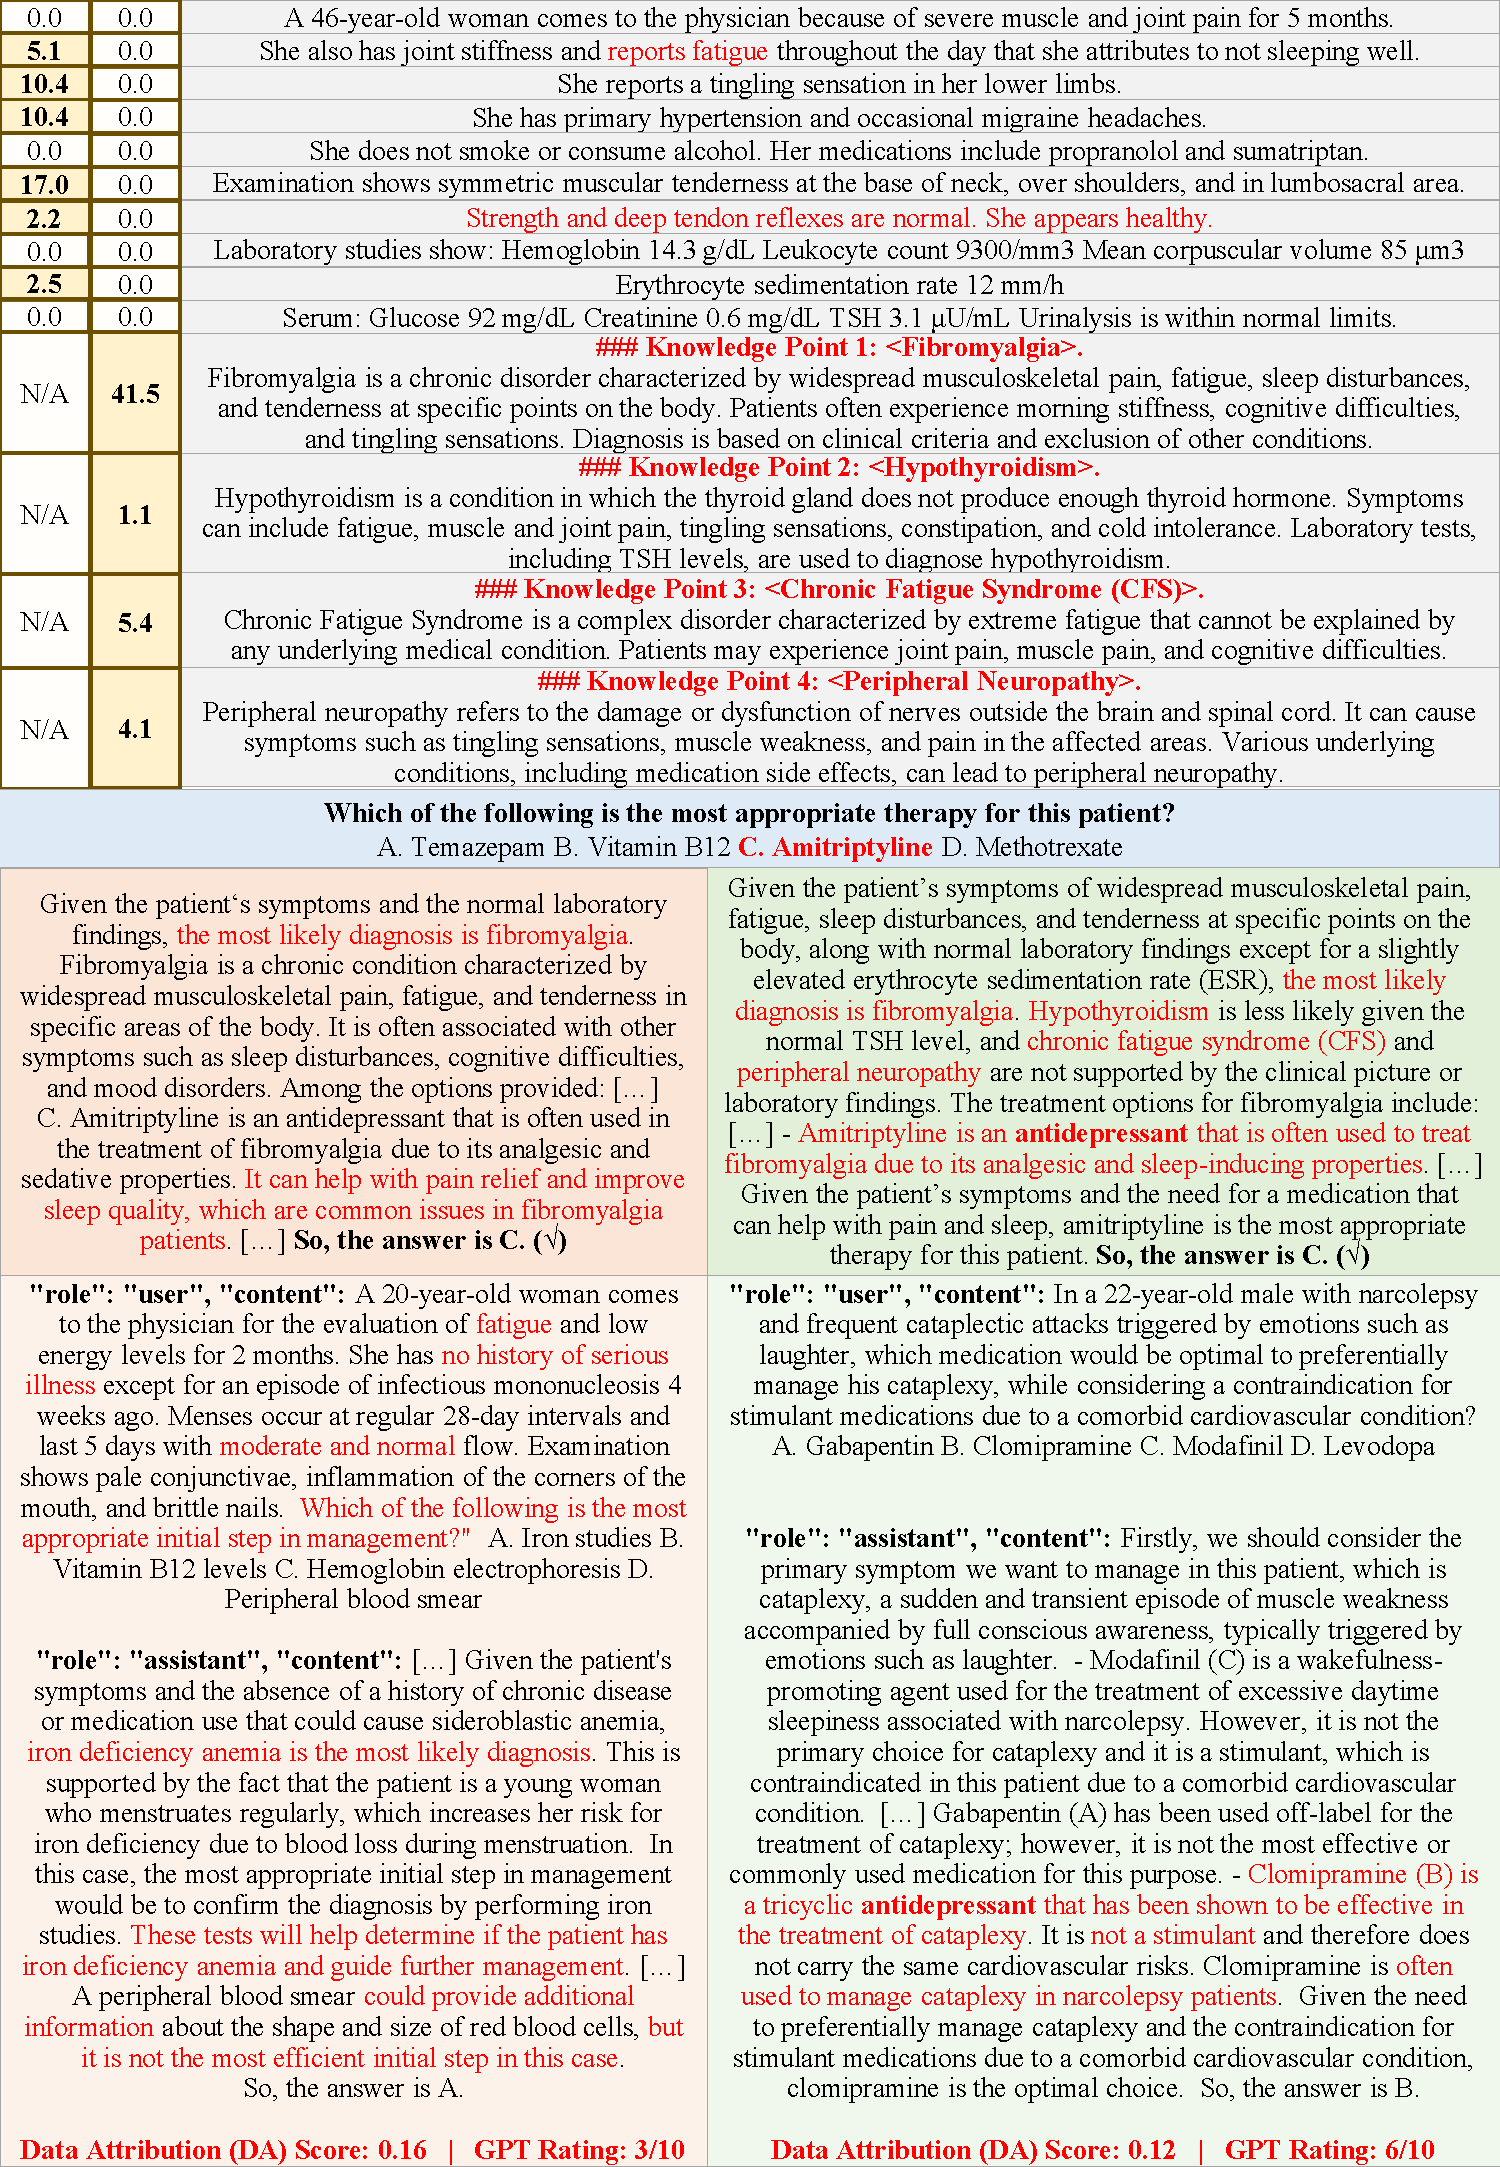 0.0 0.0 A 46-year-old woman comes to the physician because of severe muscle and joint pain for 5 months.
5.1 0.0 She also has joint stiffness and reports fatigue throughout the day that she attributes to not sleeping well.
10.4 0.0 She reports a tingling sensation in her lower limbs.
10.4 0.0 She has primary hypertension and occasional migraine headaches.
0.0 0.0 She does not smoke or consume alcohol. Her medications include propranolol and sumatriptan.
17.0 0.0 Examination shows symmetric muscular tenderness at the base of neck, over shoulders, and in lumbosacral area.
2.2 0.0 Strength and deep tendon reflexes are normal. She appears healthy.
0.0 0.0 Laboratory studies show: Hemoglobin 14.3 g/dL Leukocyte count 9300/mm3 Mean corpuscular volume 85 μm3
2.5 0.0 Erythrocyte sedimentation rate 12 mm/h
0.0 0.0 Serum: Glucose 92 mg/dL Creatinine 0.6 mg/dL TSH 3.1 μU/mL Urinalysis is within normal limits.
N/A 41.5
### Knowledge Point 1: <Fibromyalgia>.
Fibromyalgia is a chronic disorder characterized by widespread musculoskeletal pain, fatigue, sleep disturbances,
and tenderness at specific points on the body. Patients often experience morning stiffness, cognitive difficulties,
and tingling sensations. Diagnosis is based on clinical criteria and exclusion of other conditions.
N/A 1.1
### Knowledge Point 2: <Hypothyroidism>.
Hypothyroidism is a condition in which the thyroid gland does not produce enough thyroid hormone. Symptoms
can include fatigue, muscle and joint pain, tingling sensations, constipation, and cold intolerance. Laboratory tests,
including TSH levels, are used to diagnose hypothyroidism.
N/A 5.4
### Knowledge Point 3: <Chronic Fatigue Syndrome (CFS)>.
Chronic Fatigue Syndrome is a complex disorder characterized by extreme fatigue that cannot be explained by
any underlying medical condition. Patients may experience joint pain, muscle pain, and cognitive difficulties.
N/A 4.1
### Knowledge Point 4: <Peripheral Neuropathy>.
Peripheral neuropathy refers to the damage or dysfunction of nerves outside the brain and spinal cord. It can cause
symptoms such as tingling sensations, muscle weakness, and pain in the affected areas. Various underlying
conditions, including medication side effects, can lead to peripheral neuropathy.
Which of the following is the most appropriate therapy for this patient?
A. Temazepam B. Vitamin B12 C. Amitriptyline D. Methotrexate
Given the patient‘s symptoms and the normal laboratory
findings, the most likely diagnosis is fibromyalgia.
Fibromyalgia is a chronic condition characterized by
widespread musculoskeletal pain, fatigue, and tenderness in
specific areas of the body. It is often associated with other
symptoms such as sleep disturbances, cognitive difficulties,
and mood disorders. Among the options provided: […]
C. Amitriptyline is an antidepressant that is often used in
the treatment of fibromyalgia due to its analgesic and
sedative properties. It can help with pain relief and improve
sleep quality, which are common issues in fibromyalgia
patients. […] So, the answer is C. (√)
Given the patient’s symptoms of widespread musculoskeletal pain,
fatigue, sleep disturbances, and tenderness at specific points on the
body, along with normal laboratory findings except for a slightly
elevated erythrocyte sedimentation rate (ESR), the most likely
diagnosis is fibromyalgia. Hypothyroidism is less likely given the
normal TSH level, and chronic fatigue syndrome (CFS) and
peripheral neuropathy are not supported by the clinical picture or
laboratory findings. The treatment options for fibromyalgia include:
[…] - Amitriptyline is an antidepressant that is often used to treat
fibromyalgia due to its analgesic and sleep-inducing properties. […]
Given the patient’s symptoms and the need for a medication that
can help with pain and sleep, amitriptyline is the most appropriate
therapy for this patient. So, the answer is C. (√)
"role": "user", "content": A 20-year-old woman comes
to the physician for the evaluation of fatigue and low
energy levels for 2 months. She has no history of serious
illness except for an episode of infectious mononucleosis 4
weeks ago. Menses occur at regular 28-day intervals and
last 5 days with moderate and normal flow. Examination
shows pale conjunctivae, inflammation of the corners of the
mouth, and brittle nails. Which of the following is the most
appropriate initial step in management?" A. Iron studies B.
Vitamin B12 levels C. Hemoglobin electrophoresis D.
Peripheral blood smear
"role": "assistant", "content": […] Given the patient's
symptoms and the absence of a history of chronic disease
or medication use that could cause sideroblastic anemia,
iron deficiency anemia is the most likely diagnosis. This is
supported by the fact that the patient is a young woman
who menstruates regularly, which increases her risk for
iron deficiency due to blood loss during menstruation. In
this case, the most appropriate initial step in management
would be to confirm the diagnosis by performing iron
studies. These tests will help determine if the patient has
iron deficiency anemia and guide further management. […]
A peripheral blood smear could provide additional
information about the shape and size of red blood cells, but
it is not the most efficient initial step in this case.
So, the answer is A.
Data Attribution (DA) Score: 0.16 | GPT Rating: 3/10
"role": "user", "content": In a 22-year-old male with narcolepsy
and frequent cataplectic attacks triggered by emotions such as
laughter, which medication would be optimal to preferentially
manage his cataplexy, while considering a contraindication for
stimulant medications due to a comorbid cardiovascular condition?
A. Gabapentin B. Clomipramine C. Modafinil D. Levodopa
"role": "assistant", "content": Firstly, we should consider the
primary symptom we want to manage in this patient, which is
cataplexy, a sudden and transient episode of muscle weakness
accompanied by full conscious awareness, typically triggered by
emotions such as laughter. - Modafinil (C) is a wakefulness-
promoting agent used for the treatment of excessive daytime
sleepiness associated with narcolepsy. However, it is not the
primary choice for cataplexy and it is a stimulant, which is
contraindicated in this patient due to a comorbid cardiovascular
condition. […] Gabapentin (A) has been used off-label for the
treatment of cataplexy; however, it is not the most effective or
commonly used medication for this purpose. - Clomipramine (B) is
a tricyclic antidepressant that has been shown to be effective in
the treatment of cataplexy. It is not a stimulant and therefore does
not carry the same cardiovascular risks. Clomipramine is often
used to manage cataplexy in narcolepsy patients. Given the need
to preferentially manage cataplexy and the contraindication for
stimulant medications due to a comorbid cardiovascular condition,
clomipramine is the optimal choice. So, the answer is B.
Data Attribution (DA) Score: 0.12 | GPT Rating: 6/10